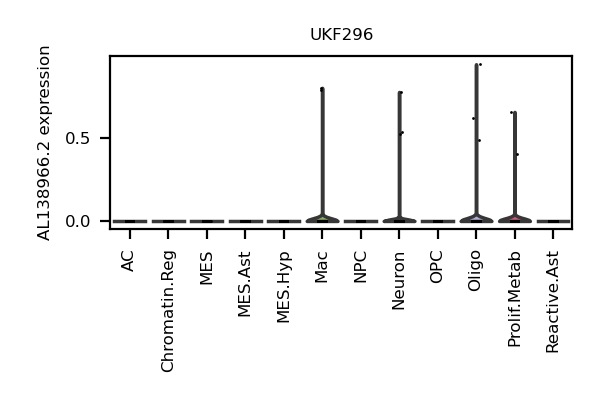 UKF296
AL138966.2 expression
0.5
0.0
AC
Chromatin.Reg
MES
MES.Ast
MES.Hyp
Mac
NPC
Neuron
OPC
Oligo
Prolif.Metab
Reactive.Ast